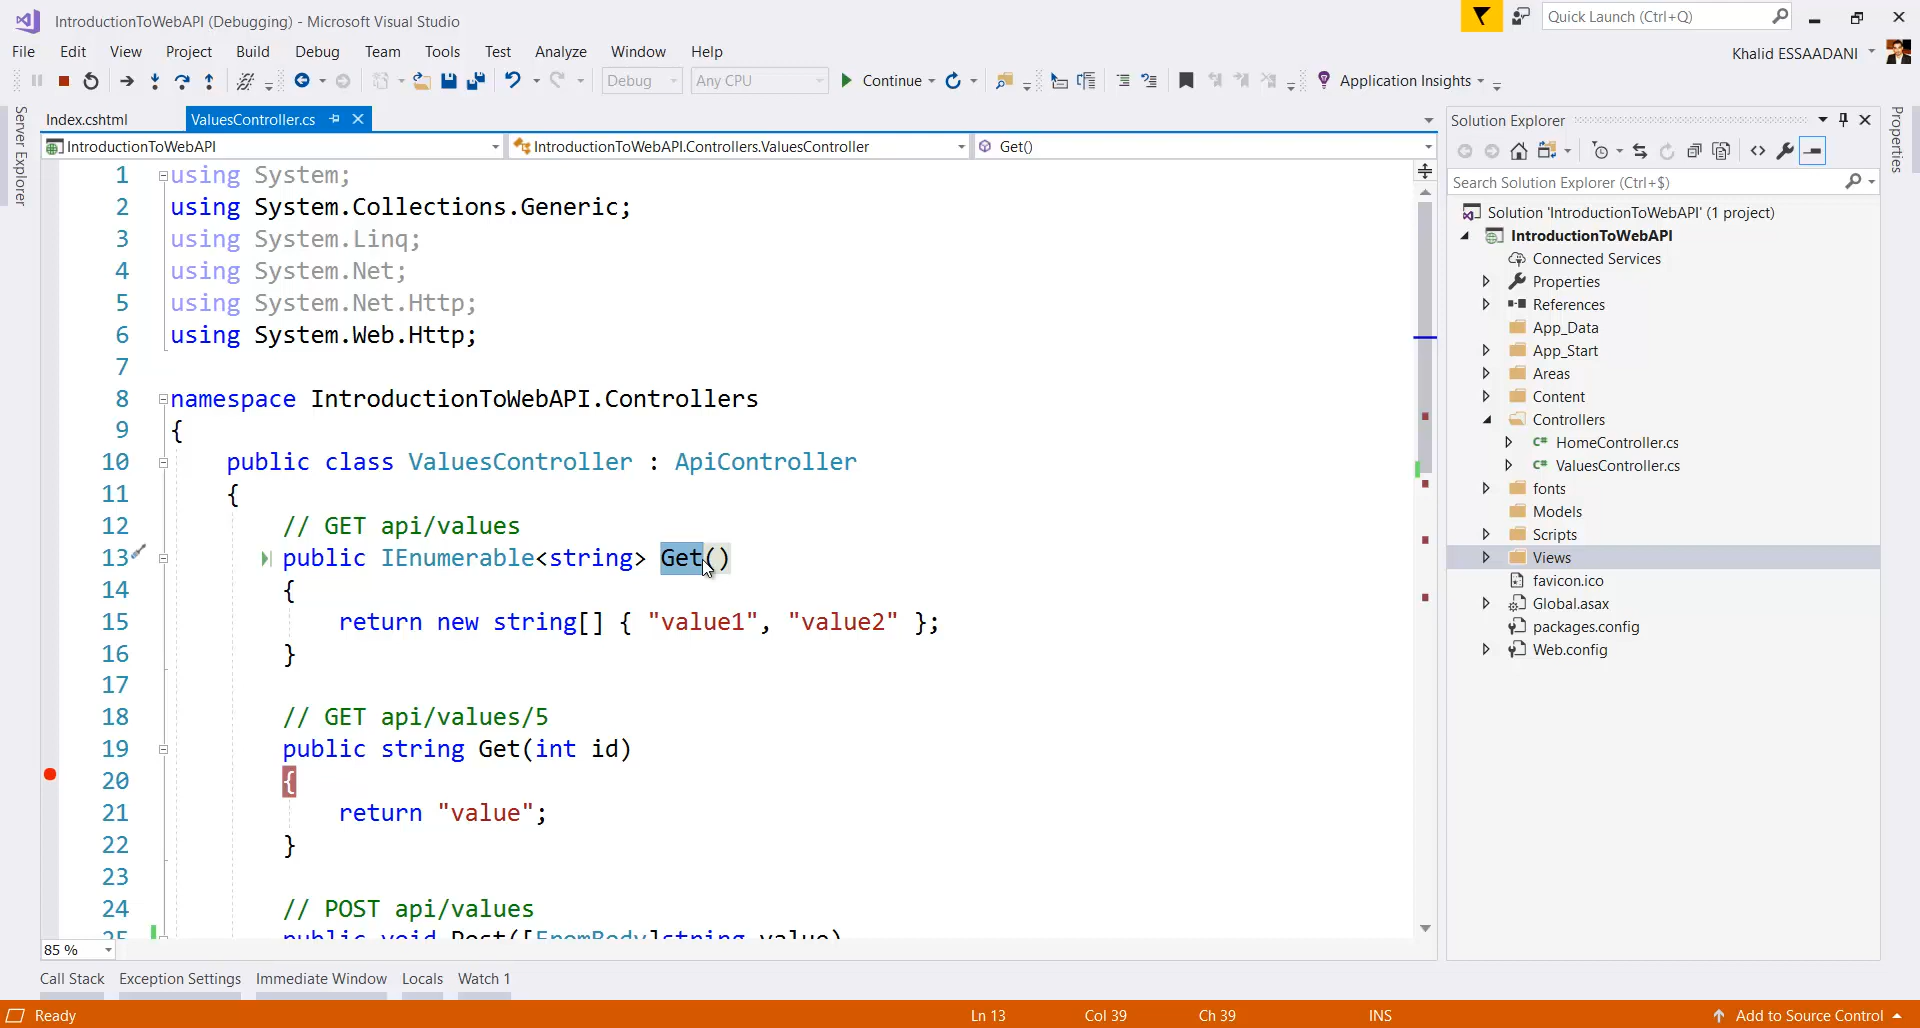 IntroductionToWebAPI (Debugging) - Microsoft Visual Studio
Quick Launch (Ctrl+Q)
File Edit View Project Build Debug Team Tools Test Analyze Window Help
Khalid ESSAADANI
Debug Any CPU Continue Application Insights
Server Explorer
Index.cshtml ValuesController.cs
IntroductionToWebAPI IntroductionToWebAPI.Controllers.ValuesController Get()
1 using System;
2 using System.Collections.Generic;
3 using System.Linq;
4 using System.Net;
5 using System.Net.Http;
6 using System.Web.Http;
7
8 namespace IntroductionToWebAPI.Controllers
9 {
10 public class ValuesController : ApiController
11 {
12 // GET api/values
13 public IEnumerable<string> Get()
14 {
15 return new string[] { "value1", "value2" };
16 }
17
18 // GET api/values/5
19 public string Get(int id)
20 {
21 return "value";
22 }
23
24 // POST api/values
25 public void Post([FromBody]string value)
85 %
Solution Explorer
Search Solution Explorer (Ctrl+$)
Solution 'IntroductionToWebAPI' (1 project)
IntroductionToWebAPI
Connected Services
Properties
References
App_Data
App_Start
Areas
Content
Controllers
C# HomeController.cs
C# ValuesController.cs
fonts
Models
Scripts
Views
favicon.ico
Global.asax
packages.config
Web.config
Properties
Call Stack Exception Settings Immediate Window Locals Watch 1
Ready Ln 13 Col 39 Ch 39 INS Add to Source Control